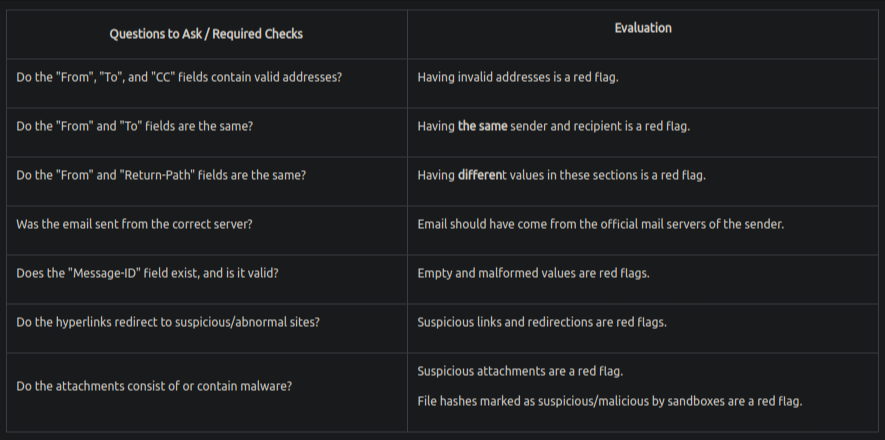 Questions to Ask / Required Checks
Evaluation
Do the "From", "To", and "CC" fields contain valid addresses?
Having invalid addresses is a red flag.
Do the "From" and "To" fields are the same?
Having the same sender and recipient is a red flag.
Do the "From" and "Return-Path" fields are the same?
Having different values in these sections is a red flag.
Was the email sent from the correct server?
Email should have come from the official mail servers of the sender.
Does the "Message-ID" field exist, and is it valid?
Empty and malformed values are red flags.
Do the hyperlinks redirect to suspicious/abnormal sites?
Suspicious links and redirections are red flags.
Do the attachments consist of or contain malware?
Suspicious attachments are a red flag.
File hashes marked as suspicious/malicious by sandboxes are a red flag.